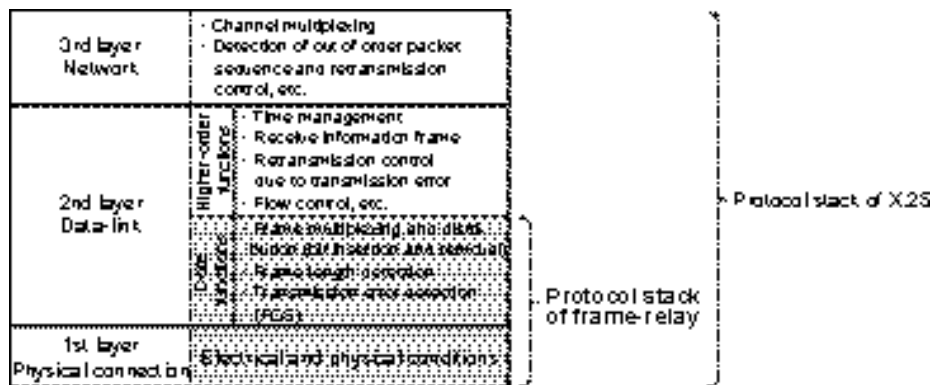 3rd layer
Network
· Channel multiplexing
· Detection of out of order packet
sequence and retransmission
control, etc.
2nd layer
Data-link
Higher-order
functions
· Time management
· Receive information frame
· Retransmission control
due to transmission error
· Flow control, etc.
functions
· Frame multiplexing and
insertion and removal)
· Frame length detection
· Transmission error detection
(FCS)
1st layer
Physical connection
Electrical and physical conditions
Protocol stack
of frame-relay
Protocol stack of X.25